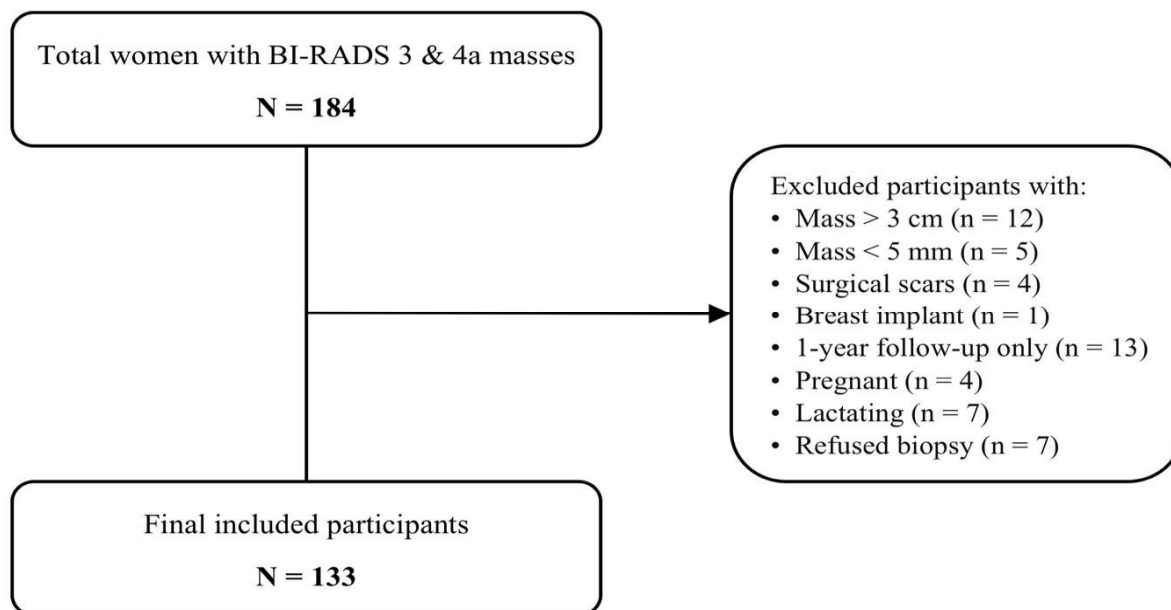 Total women with BI-RADS 3 & 4a masses
N = 184
Excluded participants with:
• Mass > 3 cm (n = 12)
• Mass < 5 mm (n = 5)
• Surgical scars (n = 4)
• Breast implant (n = 1)
• 1-year follow-up only (n = 13)
• Pregnant (n = 4)
• Lactating (n = 7)
• Refused biopsy (n = 7)
Final included participants
N = 133